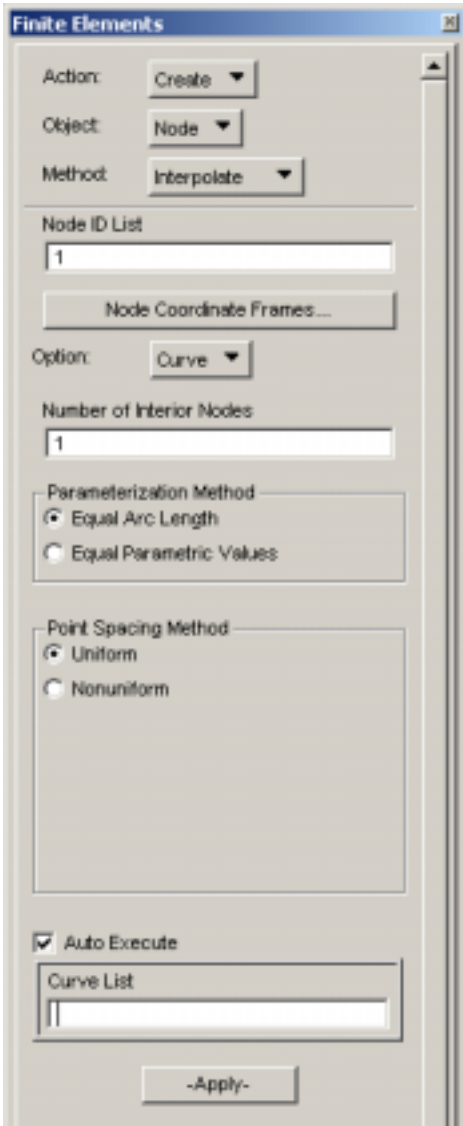 Finite Elements
Action: Create
Object: Node
Method: Interpolate
Node ID List
1
Node Coordinate Frames...
Option: Curve
Number of Interior Nodes
1
Parameterization Method
Equal Arc Length
Equal Parametric Values
Point Spacing Method
Uniform
Nonuniform
Auto Execute
Curve List
-Apply-